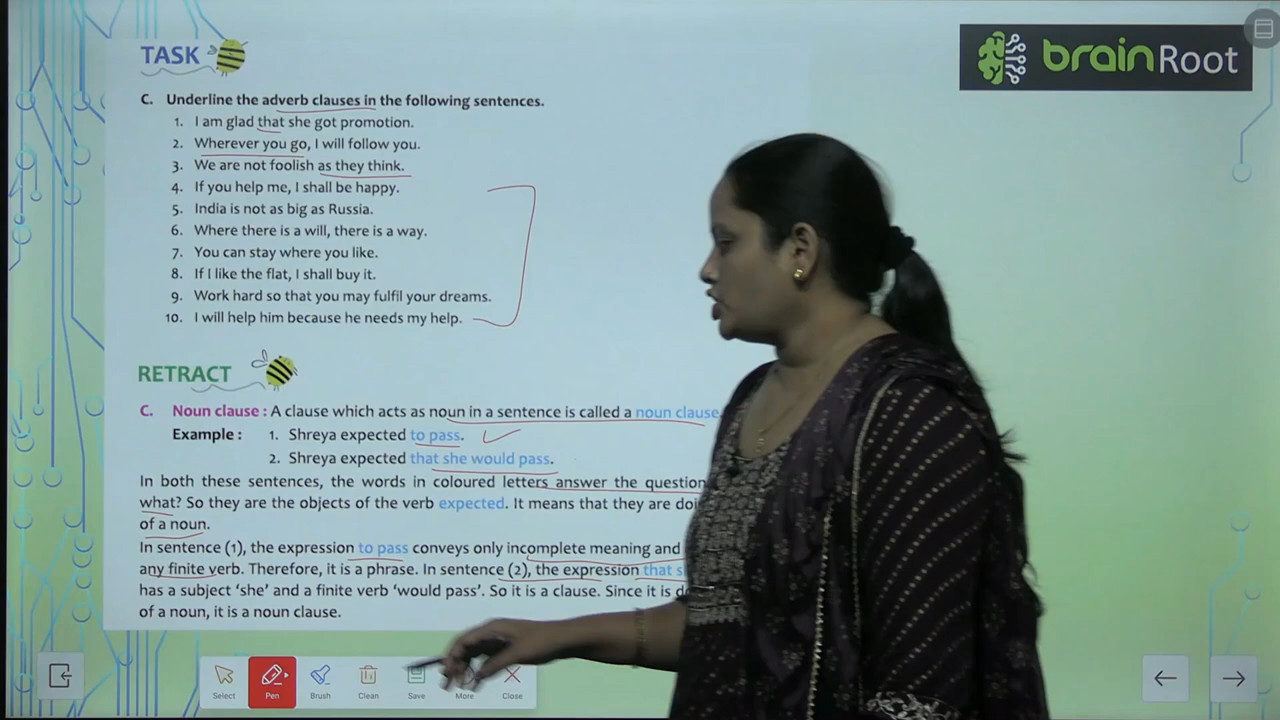 TASK
brainRoot
C. Underline the adverb clauses in the following sentences.
1. I am glad that she got promotion.
2. Wherever you go, I will follow you.
3. We are not foolish as they think.
4. If you help me, I shall be happy.
5. India is not as big as Russia.
6. Where there is a will, there is a way.
7. You can stay where you like.
8. If I like the flat, I shall buy it.
9. Work hard so that you may fulfil your dreams.
10. I will help him because he needs my help.
RETRACT
C. Noun clause : A clause which acts as noun in a sentence is called a noun clause.
Example : 1. Shreya expected to pass.
2. Shreya expected that she would pass.
In both these sentences, the words in coloured letters answer the question
what? So they are the objects of the verb expected. It means that they are
of a noun.
In sentence (1), the expression to pass conveys only incomplete meaning and
any finite verb. Therefore, it is a phrase. In sentence (2), the expression that
has a subject 'she' and a finite verb 'would pass'. So it is a clause. Since it is
of a noun, it is a noun clause.
Select Pen Brush Clean Save More Close